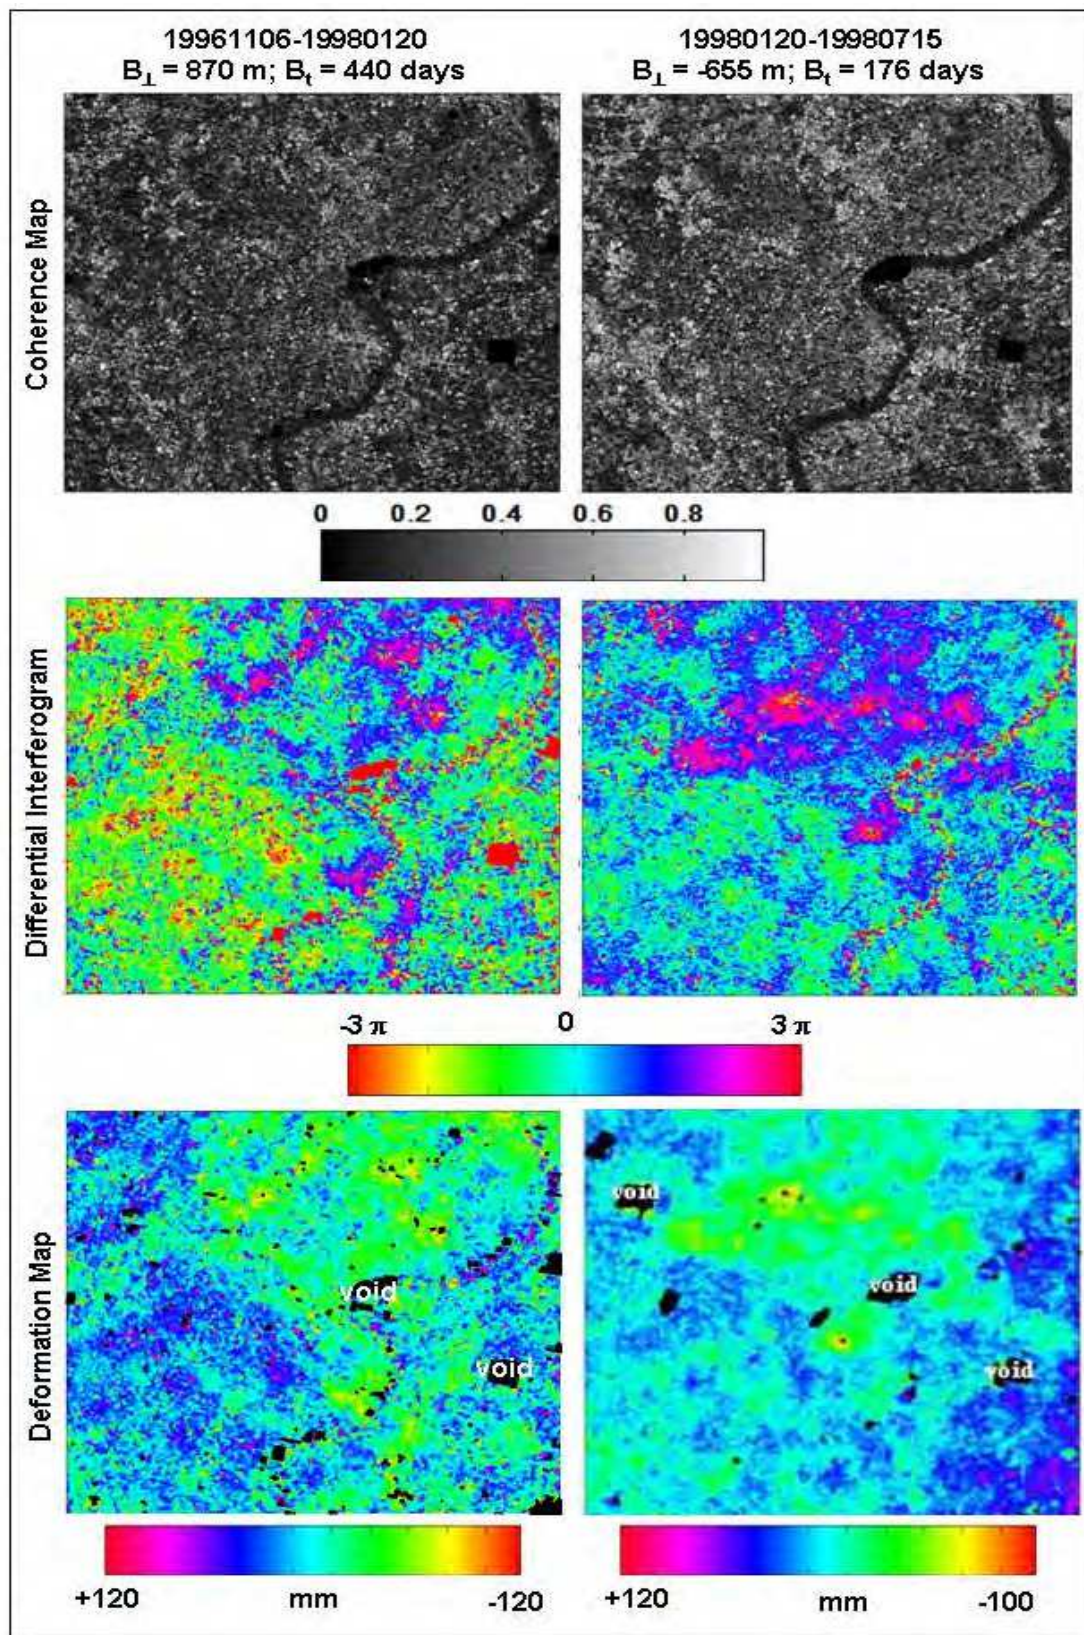 19961106-19980120
B⊥ = 870 m; Bt = 440 days
19980120-19980715
B⊥ = -655 m; Bt = 176 days
Coherence Map
0 0.2 0.4 0.6 0.8
Differential Interferogram
-3 π 0 3 π
Deformation Map
void
void
void
void
void
+120 mm -120
+120 mm -100